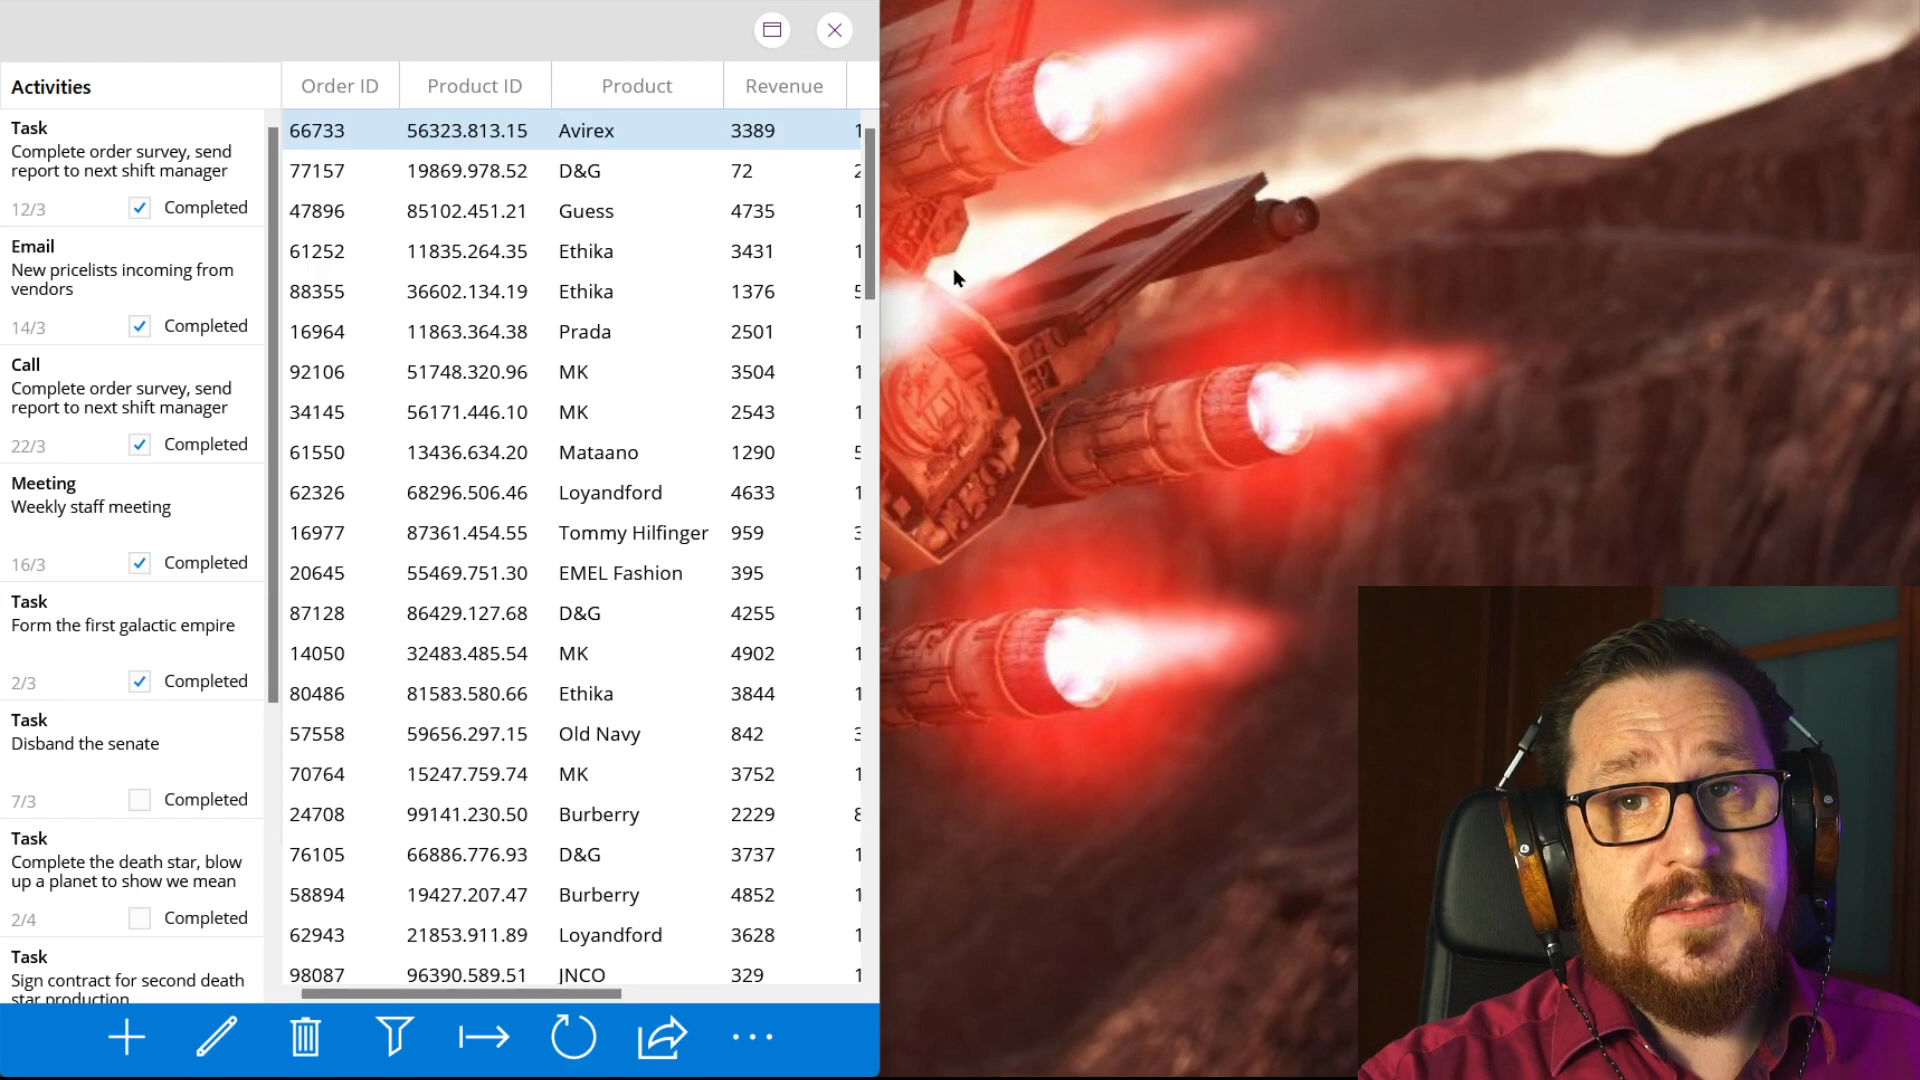 Activities
Task
Complete order survey, send
report to next shift manager
12/3 Completed
Email
New pricelists incoming from
vendors
14/3 Completed
Call
Complete order survey, send
report to next shift manager
22/3 Completed
Meeting
Weekly staff meeting
16/3 Completed
Task
Form the first galactic empire
2/3 Completed
Task
Disband the senate
7/3 Completed
Task
Complete the death star, blow
up a planet to show we mean
2/4 Completed
Task
Sign contract for second death
star production
Order ID Product ID Product Revenue
66733 56323.813.15 Avirex 3389
77157 19869.978.52 D&G 72
47896 85102.451.21 Guess 4735
61252 11835.264.35 Ethika 3431
88355 36602.134.19 Ethika 1376
16964 11863.364.38 Prada 2501
92106 51748.320.96 MK 3504
34145 56171.446.10 MK 2543
61550 13436.634.20 Mataano 1290
62326 68296.506.46 Loyandford 4633
16977 87361.454.55 Tommy Hilfinger 959
20645 55469.751.30 EMEL Fashion 395
87128 86429.127.68 D&G 4255
14050 32483.485.54 MK 4902
80486 81583.580.66 Ethika 3844
57558 59656.297.15 Old Navy 842
70764 15247.759.74 MK 3752
24708 99141.230.50 Burberry 2229
76105 66886.776.93 D&G 3737
58894 19427.207.47 Burberry 4852
62943 21853.911.89 Loyandford 3628
98087 96390.589.51 JNCO 329